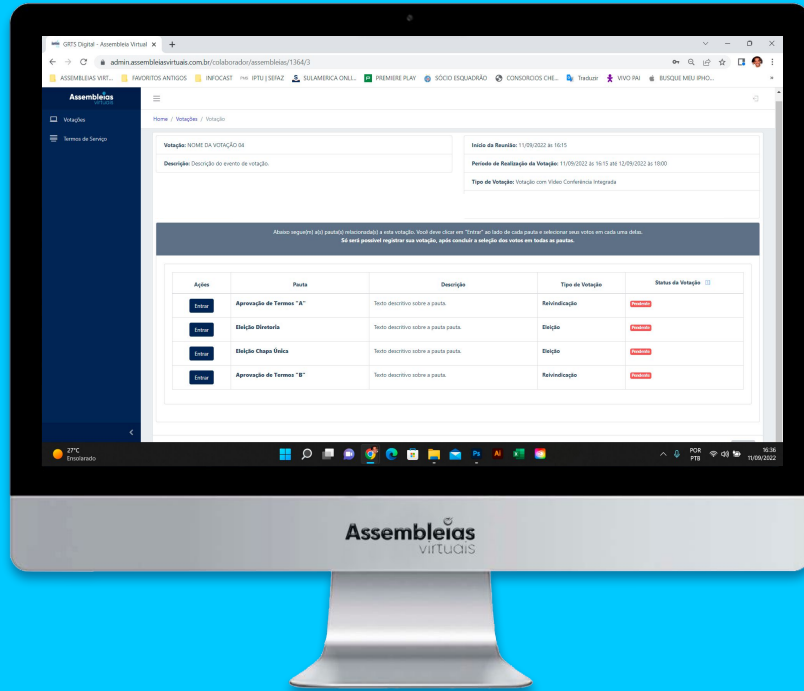 GRTS Digital - Assembleia Virtual
admin.assembleiasvirtuais.com.br/colaborador/assembleias/1364/3
ASSEMBLEIAS VIRT... FAVORITOS ANTIGOS INFOCAST IPTU | SEFAZ SULAMERICA ONLI... PREMIERE PLAY SÓCIO ESQUADRÃO CONSORCIOS CHE... Traduzir VIVO PAI BUSQUE MEU IPHO...
Assembleias
virtuais
Votações
Termos de Serviço
Home / Votações / Votação
Votação: NOME DA VOTAÇÃO 04
Descrição: Descrição do evento de votação.
Início da Reunião: 11/09/2022 às 16:15
Período de Realização da Votação: 11/09/2022 às 16:15 até 12/09/2022 às 18:00
Tipo de Votação: Votação com Vídeo Conferência Integrada
Abaixo segue(m) a(s) pauta(s) relacionada(s) a esta votação. Você deve clicar em "Entrar" ao lado de cada pauta e selecionar seus votos em cada uma delas.
Só será possível registrar sua votação, após concluir a seleção dos votos em todas as pautas.
Ações Pauta Descrição Tipo de Votação Status da Votação
Entrar Aprovação de Termos "A" Texto descritivo sobre a pauta. Reivindicação Pendente
Entrar Eleição Diretoria Texto descritivo sobre a pauta pauta. Eleição Pendente
Entrar Eleição Chapa Única Texto descritivo sobre a pauta pauta. Eleição Pendente
Entrar Aprovação de Termos "B" Texto descritivo sobre a pauta. Reivindicação Pendente
27°C
Ensolarado
POR
PTB
16:36
11/09/2022
Assembleias
virtuais